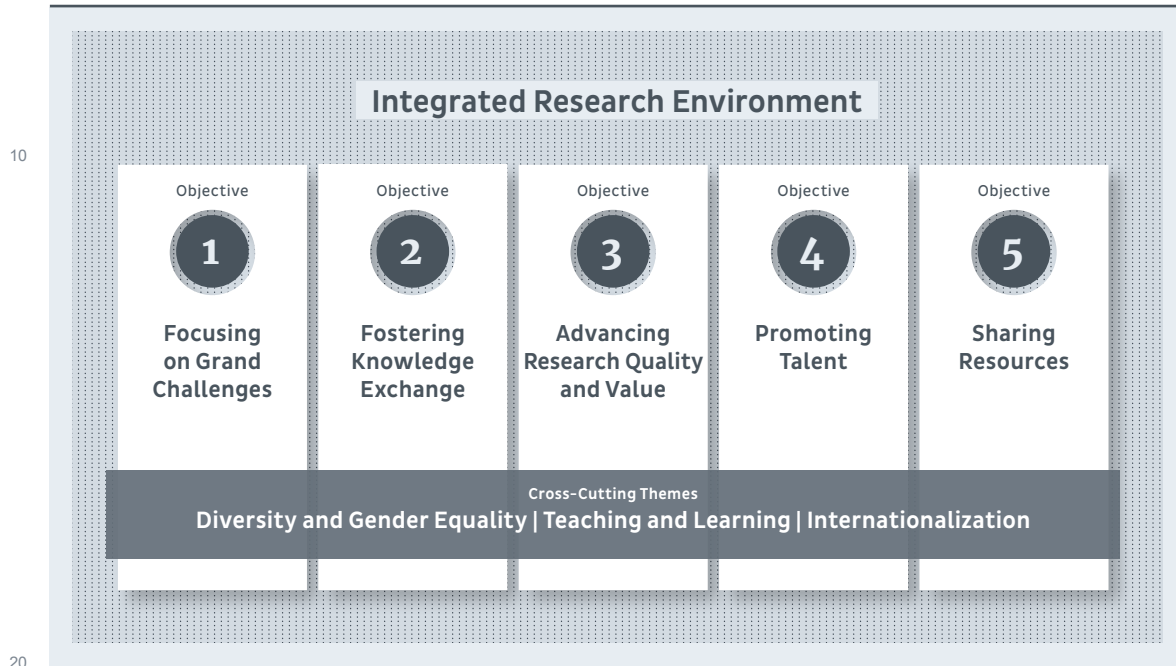 Integrated Research Environment
10
Objective
1
Focusing
on Grand
Challenges
Objective
2
Fostering
Knowledge
Exchange
Objective
3
Advancing
Research Quality
and Value
Objective
4
Promoting
Talent
Objective
5
Sharing
Resources
Cross-Cutting Themes
Diversity and Gender Equality | Teaching and Learning | Internationalization
20